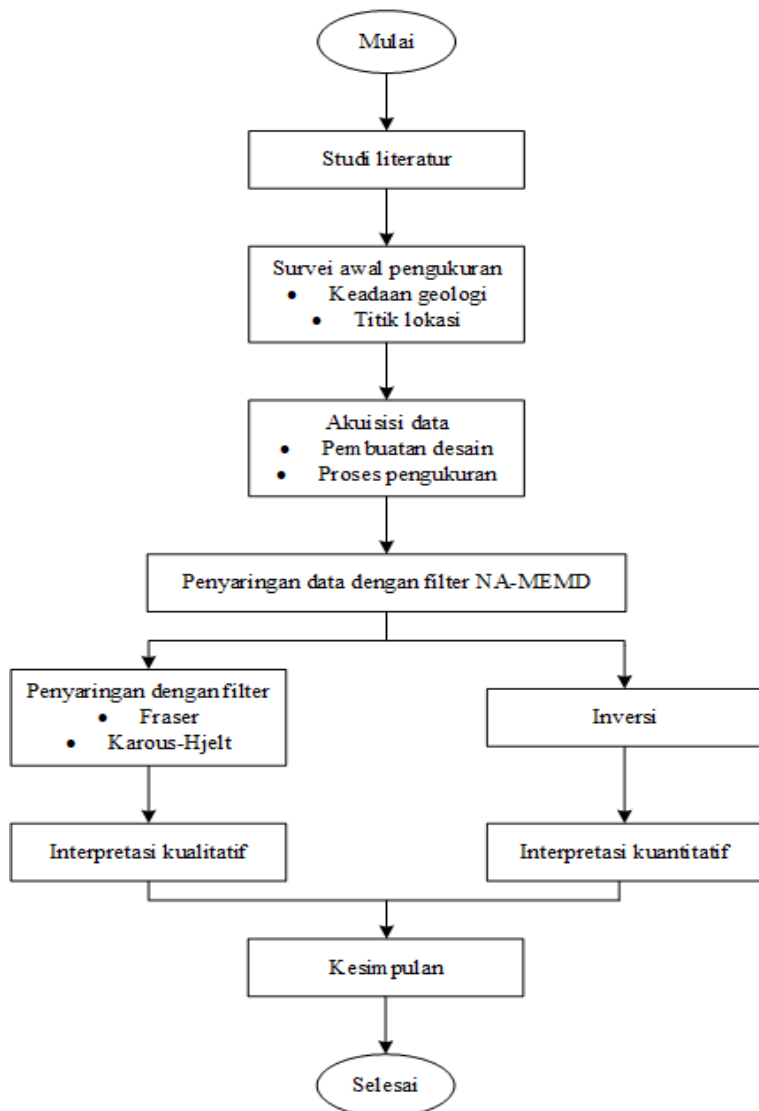 Mulai
Studi literatur
Survei awal pengukuran
• Keadaan geologi
• Titik lokasi
Akuisisi data
• Pembuatan desain
• Proses pengukuran
Penyaringan data dengan filter NA-MEMD
Penyaringan dengan filter
• Fraser
• Karous-Hjelt
Inversi
Interpretasi kualitatif
Interpretasi kuantitatif
Kesimpulan
Selesai